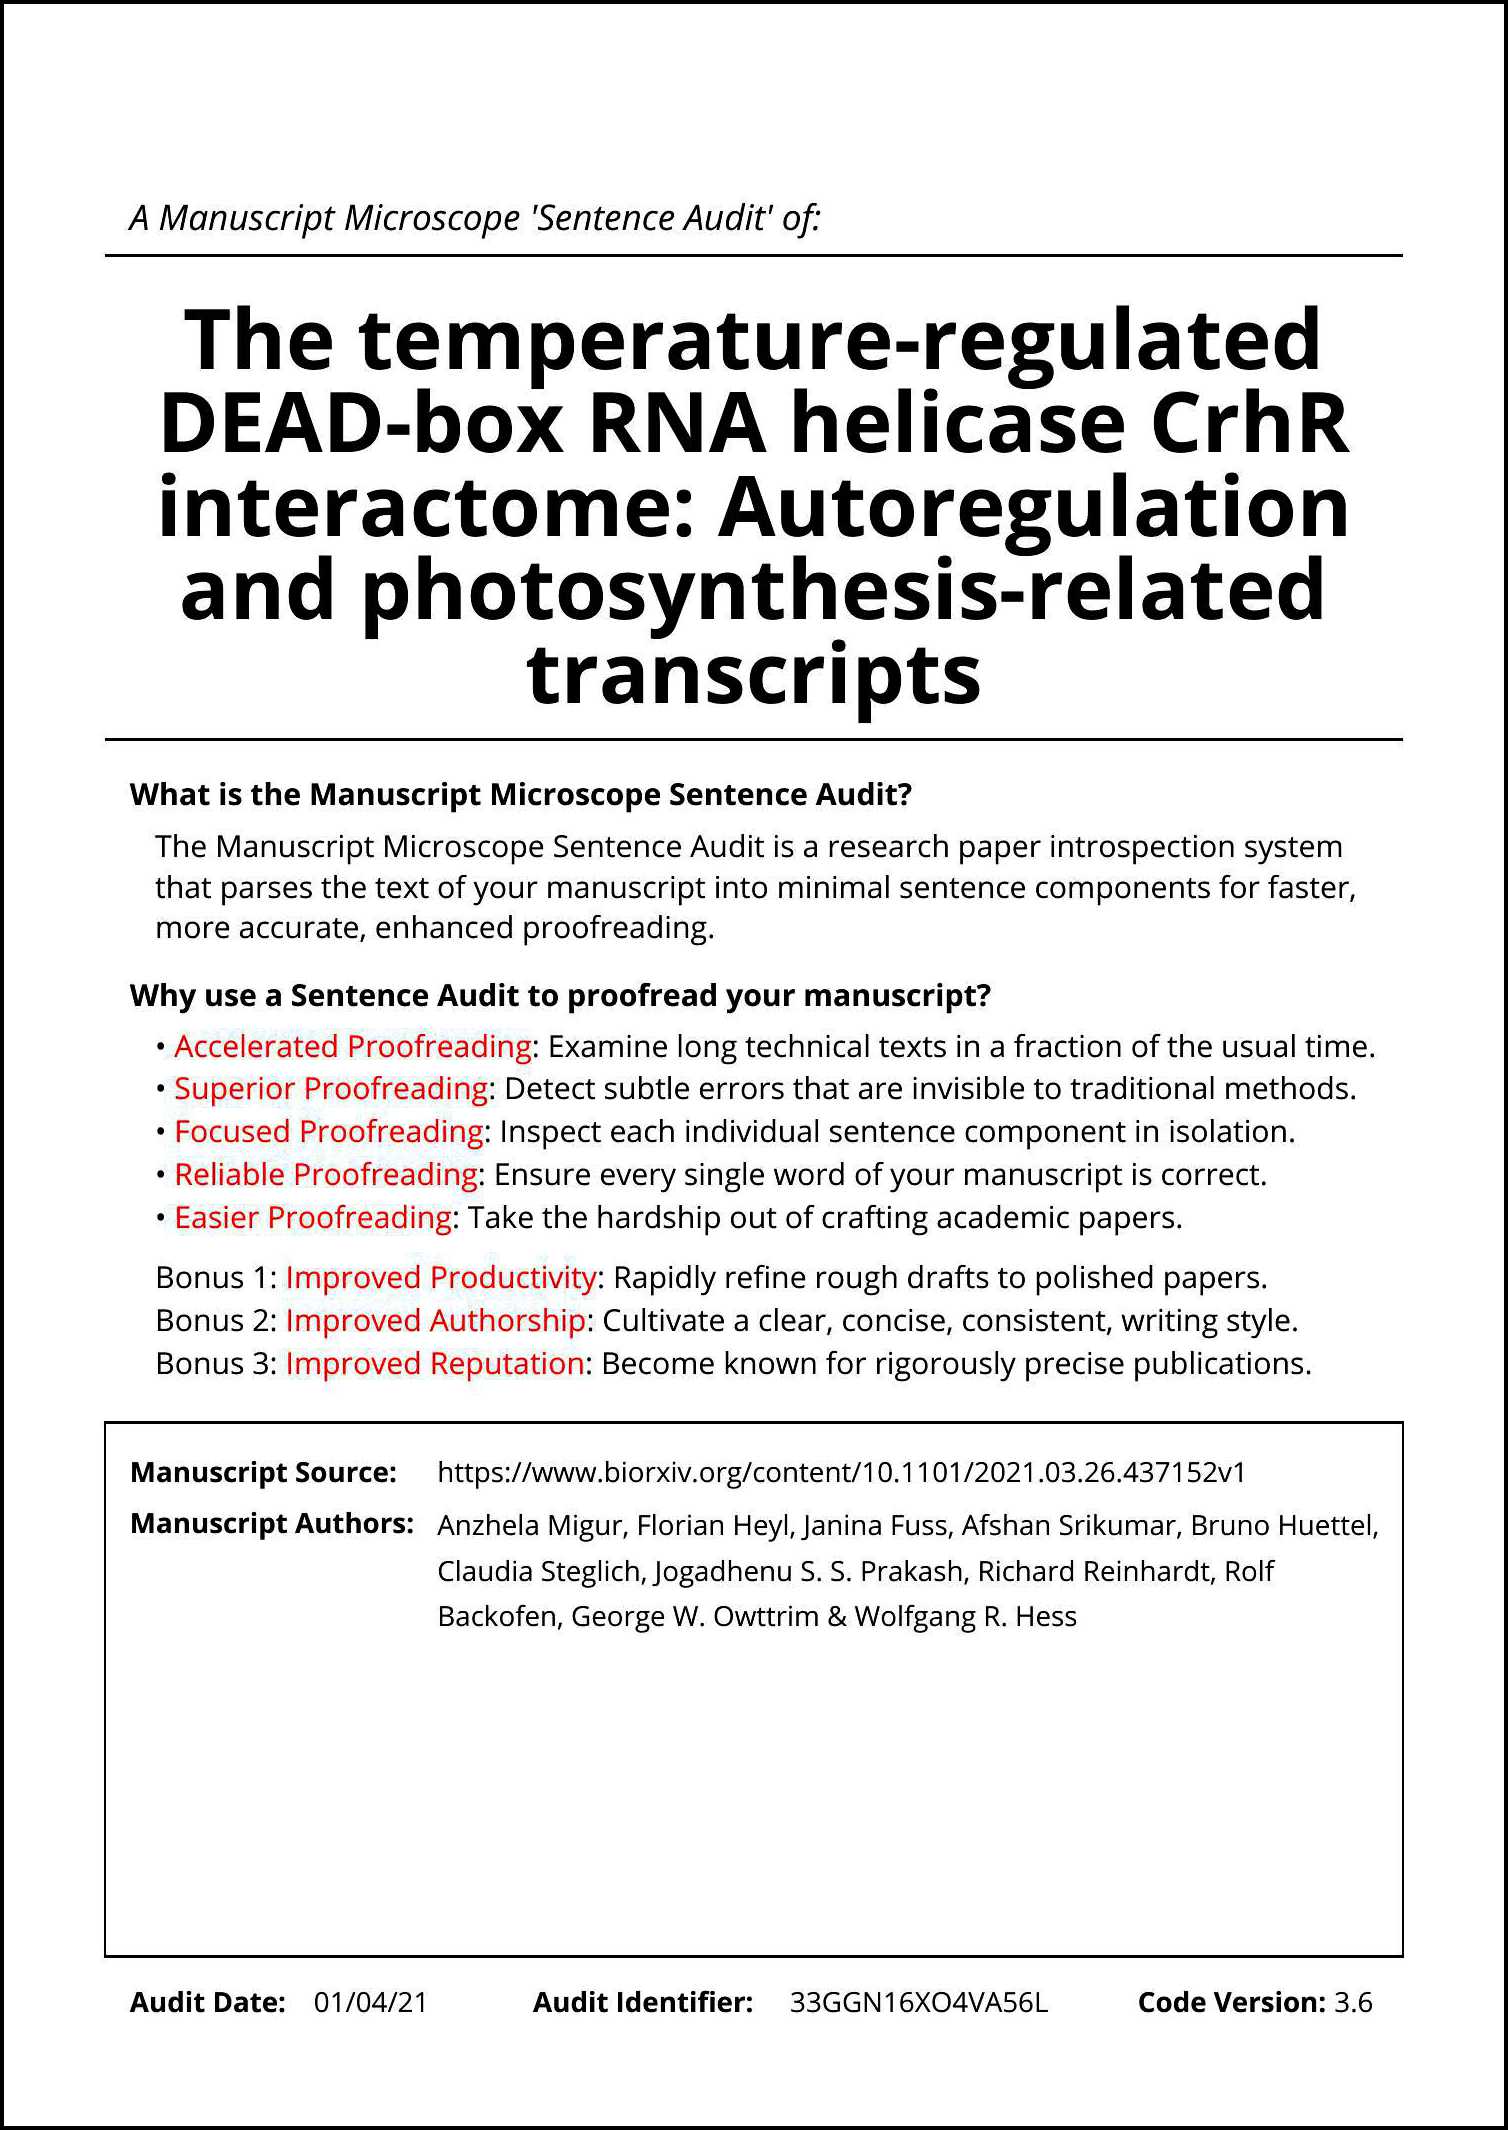 A Manuscript Microscope 'Sentence Audit' of:
The temperature-regulated
DEAD-box RNA helicase CrhR
interactome: Autoregulation
and photosynthesis-related
transcripts
What is the Manuscript Microscope Sentence Audit?
The Manuscript Microscope Sentence Audit is a research paper introspection system
that parses the text of your manuscript into minimal sentence components for faster,
more accurate, enhanced proofreading.
Why use a Sentence Audit to proofread your manuscript?
• Accelerated Proofreading: Examine long technical texts in a fraction of the usual time.
• Superior Proofreading: Detect subtle errors that are invisible to traditional methods.
• Focused Proofreading: Inspect each individual sentence component in isolation.
• Reliable Proofreading: Ensure every single word of your manuscript is correct.
• Easier Proofreading: Take the hardship out of crafting academic papers.
Bonus 1: Improved Productivity: Rapidly refine rough drafts to polished papers.
Bonus 2: Improved Authorship: Cultivate a clear, concise, consistent, writing style.
Bonus 3: Improved Reputation: Become known for rigorously precise publications.
Manuscript Source: https://www.biorxiv.org/content/10.1101/2021.03.26.437152v1
Manuscript Authors: Anzhela Migur, Florian Heyl, Janina Fuss, Afshan Srikumar, Bruno Huettel,
Claudia Steglich, Jogadhenu S. S. Prakash, Richard Reinhardt, Rolf
Backofen, George W. Owttrim & Wolfgang R. Hess
Audit Date: 01/04/21 Audit Identifier: 33GGN16XO4VA56L Code Version: 3.6